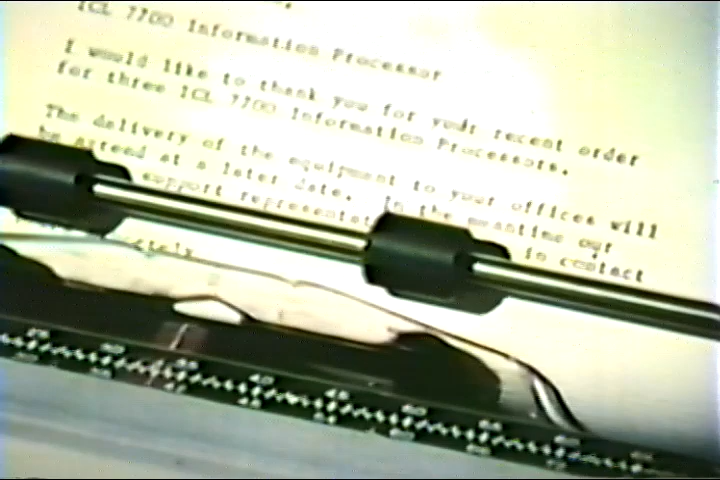 ICL 7700 Information Processor
I would like to thank you for your recent order
for three ICL 7700 Information Processors.
The delivery of the equipment to your offices will
be agreed at a later date. In the meantime our
support in contact